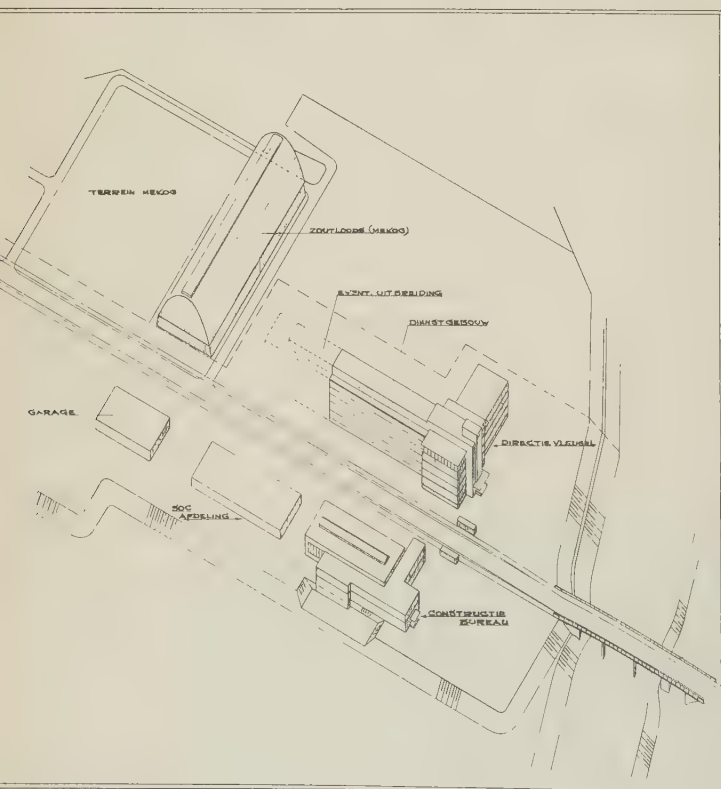 TERREIN MEKOG
ZOUTLOODS (MEKOG)
EVENT. UITBREIDING
DIENSTGEBOUW
GARAGE
DIRECTIE VLEUGEL
SOC
AFDELING
CONSTRUCTIE
BUREAU